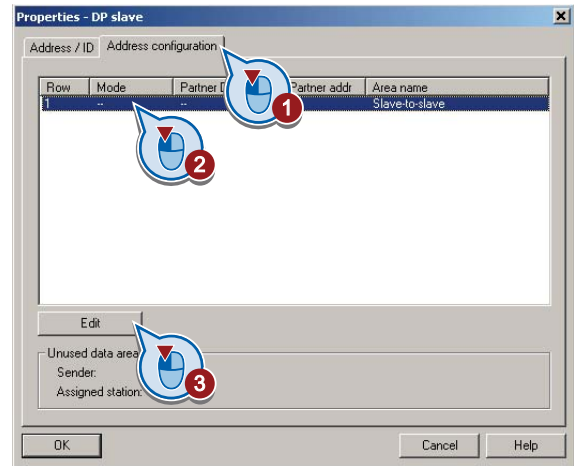 Properties - DP slave
Address / ID Address configuration
Row Mode Partner Partner addr Area name
1 -- -- Slave-to-slave
1
2
Edit
3
Unused data area
Sender:
Assigned station:
OK Cancel Help